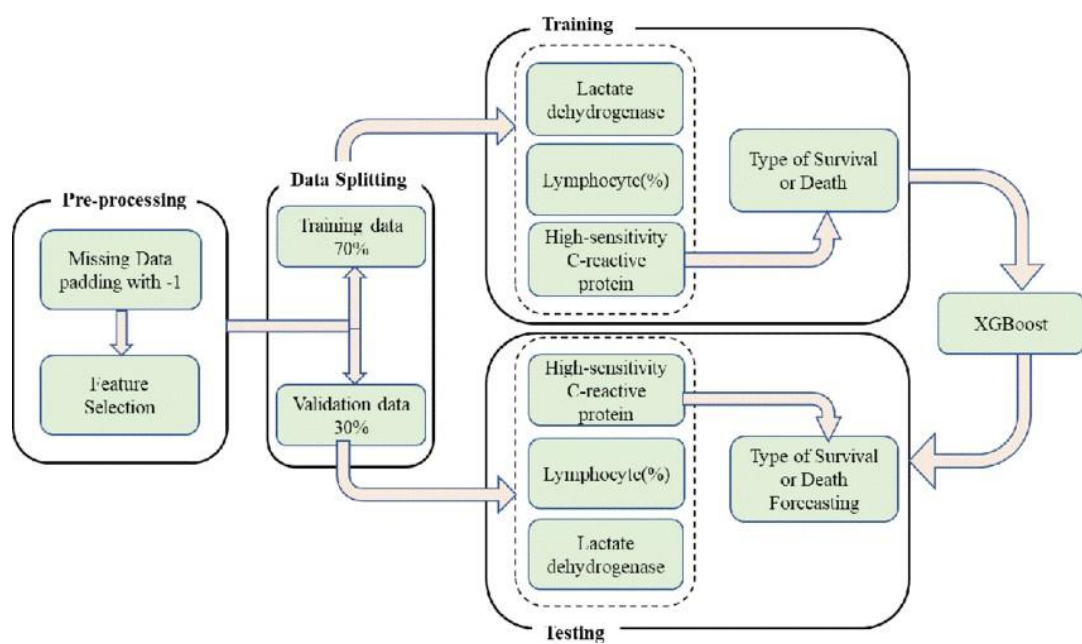 Pre-processing
Missing Data
padding with -1
Feature
Selection
Data Splitting
Training data
70%
Validation data
30%
Training
Lactate
dehydrogenase
Lymphocyte(%)
High-sensitivity
C-reactive
protein
Type of Survival
or Death
XGBoost
High-sensitivity
C-reactive
protein
Lymphocyte(%)
Lactate
dehydrogenase
Type of Survival
or Death
Forecasting
Testing